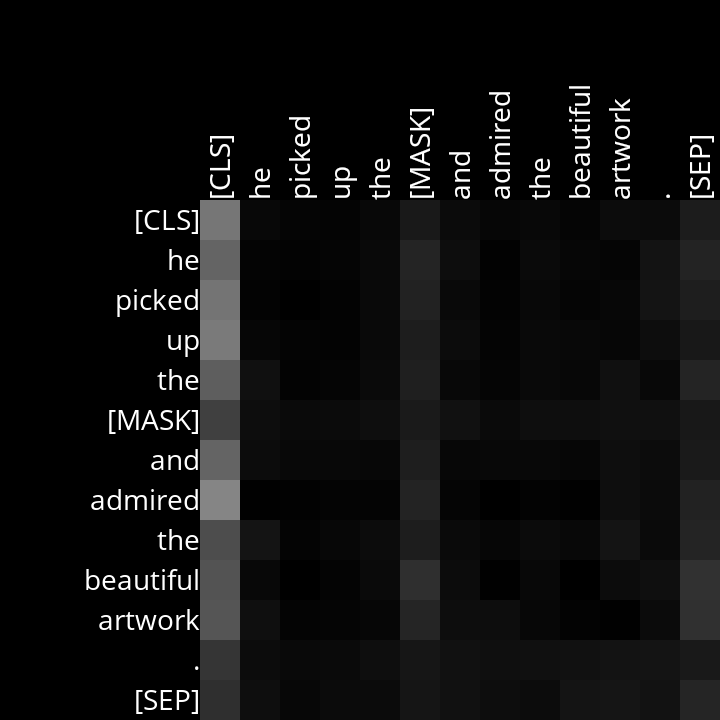 [CLS] he picked up the [MASK] and admired the beautiful artwork . [SEP]
[CLS]
he
picked
up
the
[MASK]
and
admired
the
beautiful
artwork
.
[SEP]